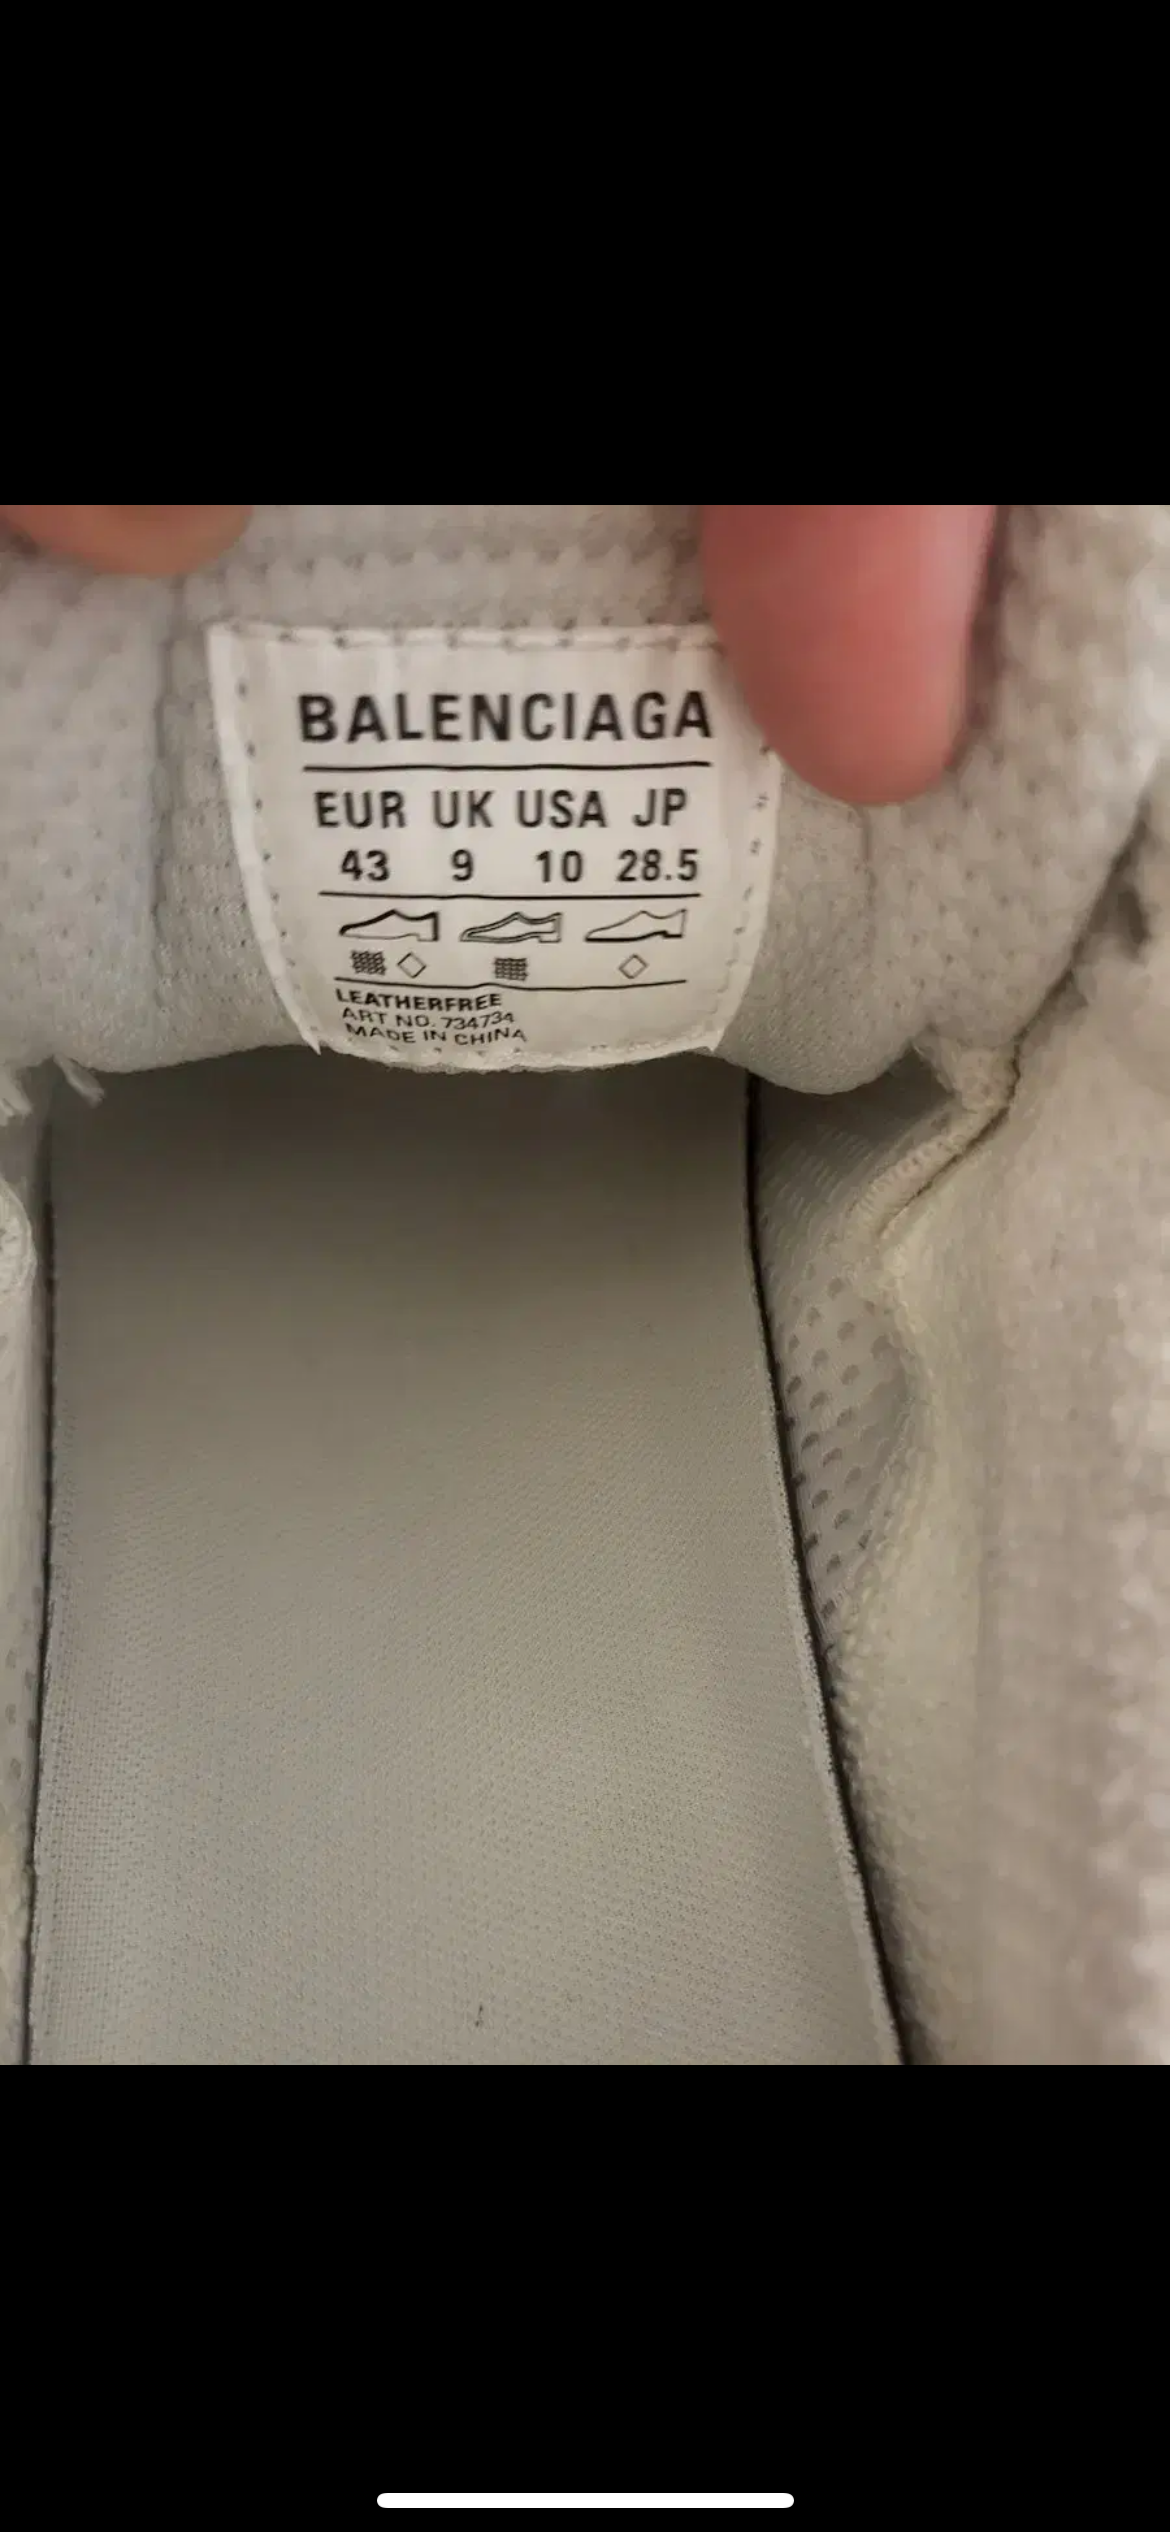 BALENCIAGA
EUR UK USA JP
43 9 10 28.5
LEATHERFREE
ART NO. 734734
MADE IN CHINA